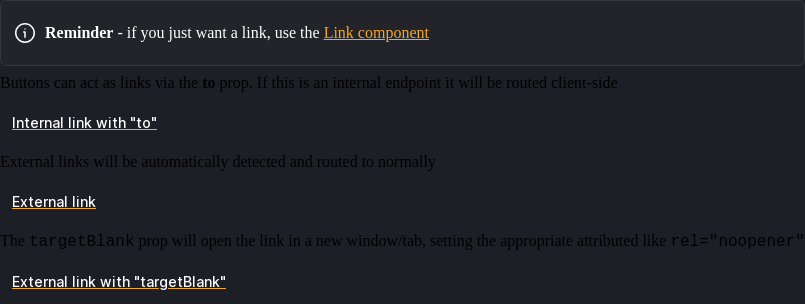 Reminder - if you just want a link, use the Link component
Buttons can act as links via the to prop. If this is an internal endpoint it will be routed client-side
Internal link with "to"
External links will be automatically detected and routed to normally
External link
The targetBlank prop will open the link in a new window/tab, setting the appropriate attributed like rel="noopener"
External link with "targetBlank"